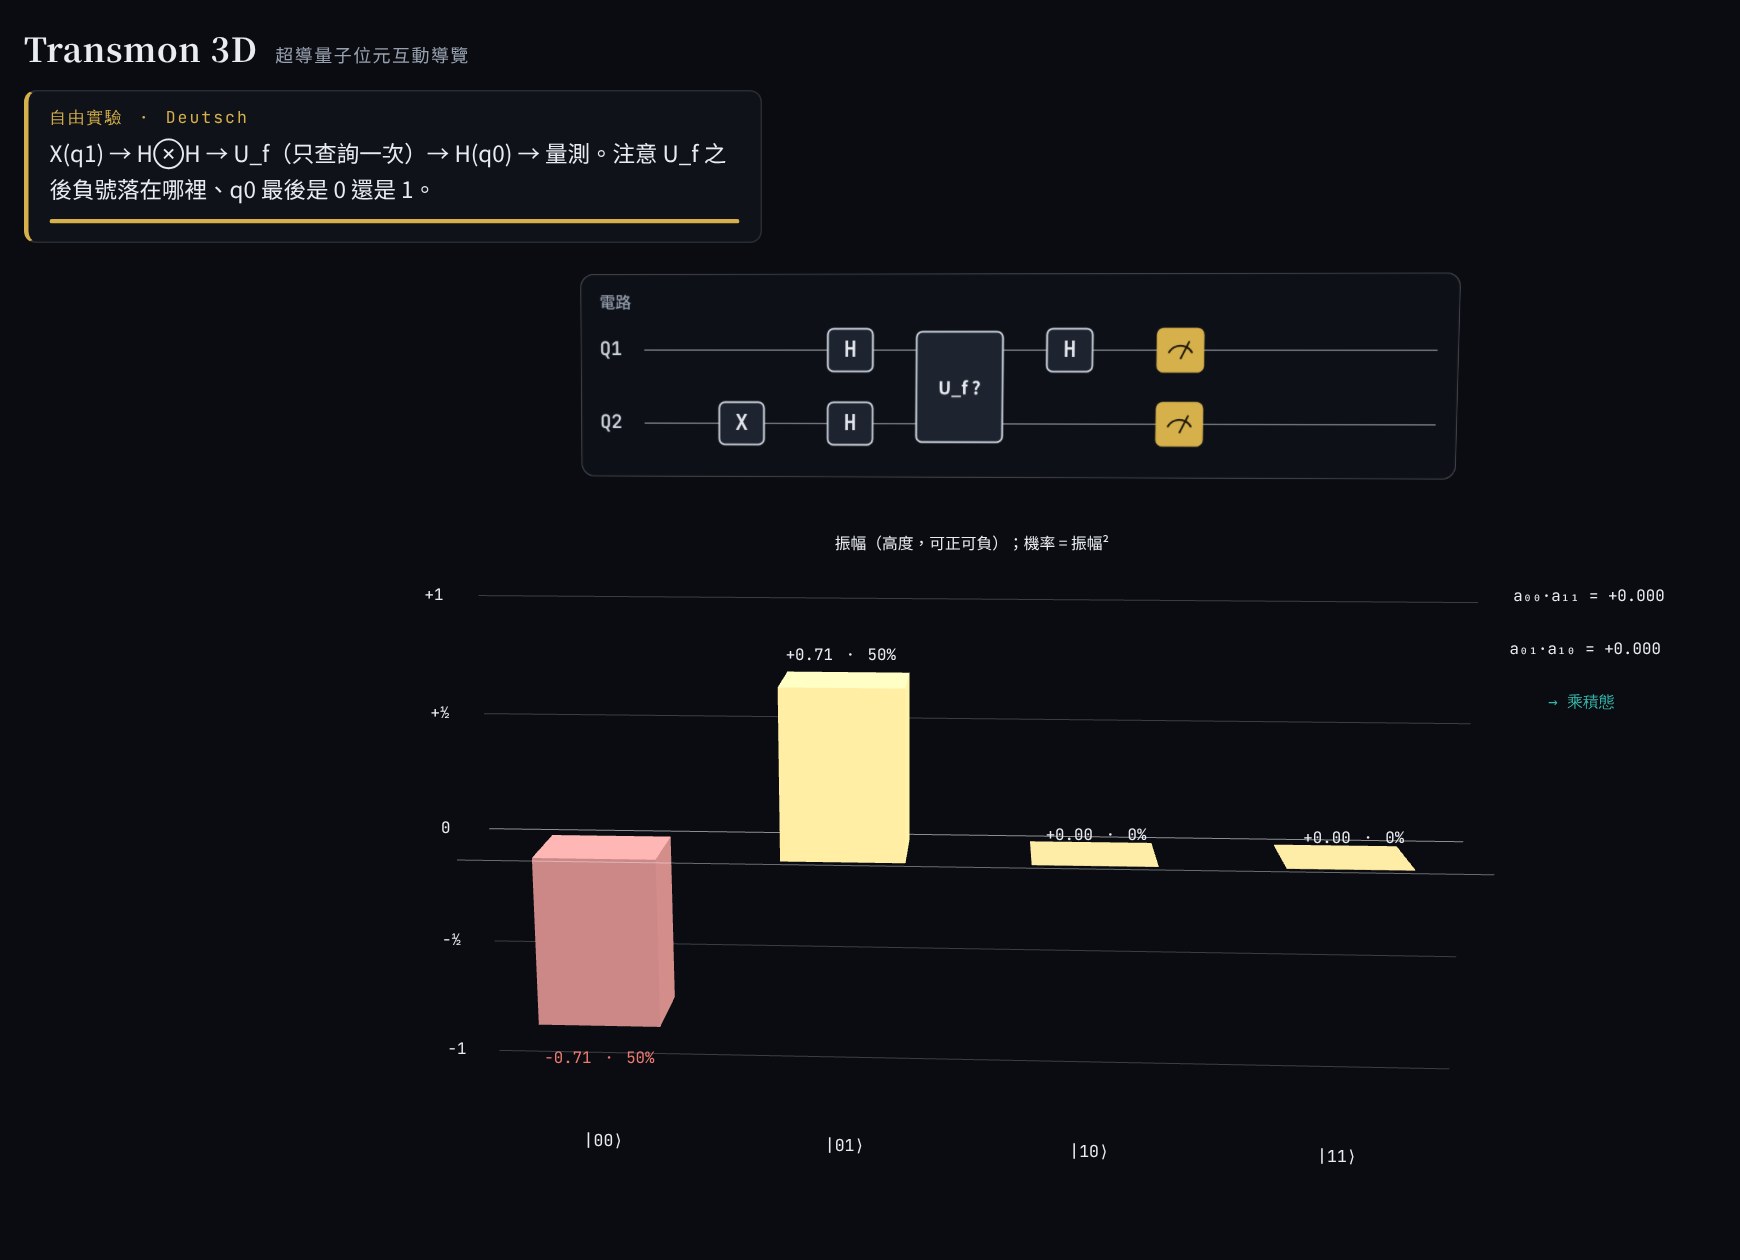 Transmon 3D 超導量子位元互動導覽
自由實驗 · Deutsch
X(q1) → H⊗H → U_f（只查詢一次）→ H(q0) → 量測。注意 U_f 之
後負號落在哪裡、q0 最後是 0 還是 1。
電路
Q1 H H
U_f?
Q2 X H
振幅（高度，可正可負）；機率 = 振幅²
+1
+½
0
-½
-1
+0.71 · 50%
-0.71 · 50%
+0.00 · 0%
+0.00 · 0%
a₀₀·a₁₁ = +0.000
a₀₁·a₁₀ = +0.000
→ 乘積態
|00⟩ |01⟩ |10⟩ |11⟩